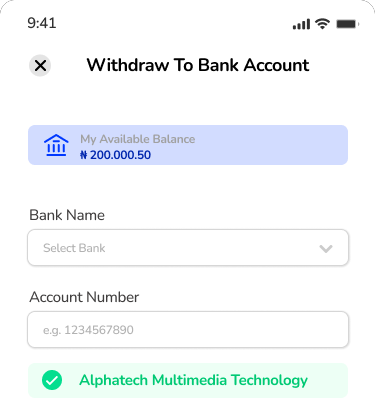 9:41
Withdraw To Bank Account
My Available Balance
₦ 200.000.50
Bank Name
Select Bank
Account Number
e.g. 1234567890
Alphatech Multimedia Technology